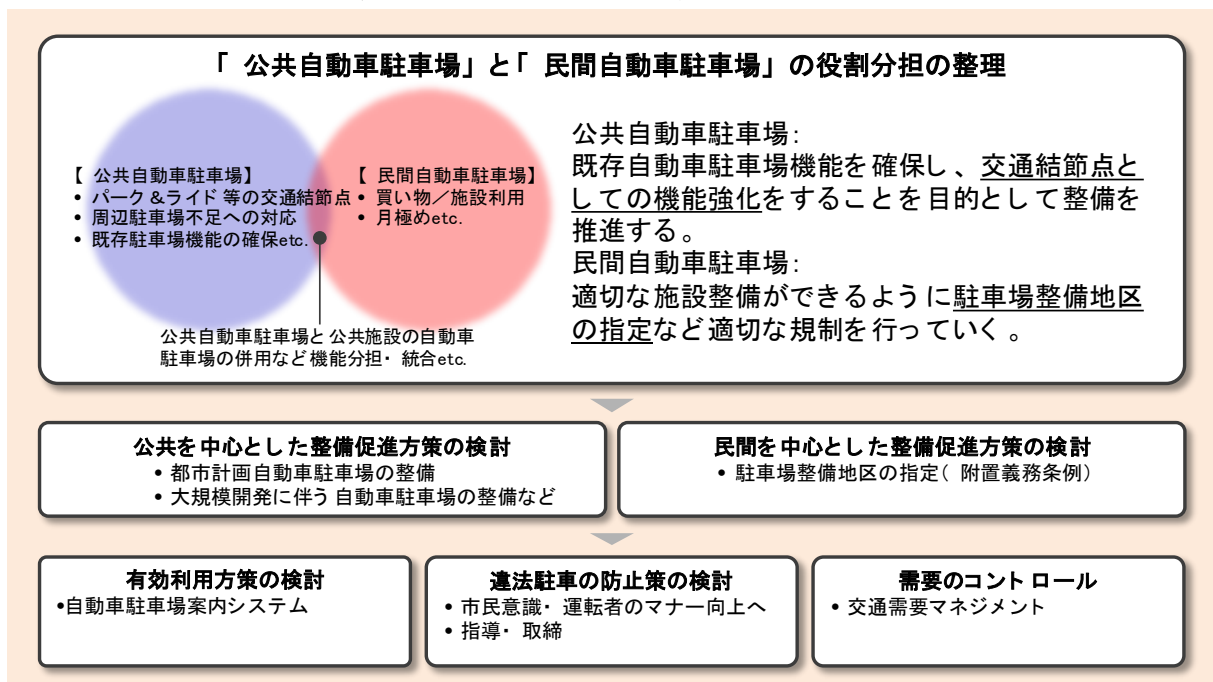 「公共自動車駐車場」と「民間自動車駐車場」の役割分担の整理
【公共自動車駐車場】
• パーク＆ライド等の交通結節点
• 周辺駐車場不足への対応
• 既存駐車場機能の確保etc.
【民間自動車駐車場】
• 買い物／施設利用
• 月極めetc.
公共自動車駐車場と公共施設の自動車
駐車場の併用など機能分担・統合etc.
公共自動車駐車場：
既存自動車駐車場機能を確保し、交通結節点と
しての機能強化をすることを目的として整備を
推進する。
民間自動車駐車場：
適切な施設整備ができるように駐車場整備地区
の指定など適切な規制を行っていく。
公共を中心とした整備促進方策の検討
• 都市計画自動車駐車場の整備
• 大規模開発に伴う自動車駐車場の整備など
民間を中心とした整備促進方策の検討
• 駐車場整備地区の指定（附置義務条例）
有効利用方策の検討
•自動車駐車場案内システム
違法駐車の防止策の検討
• 市民意識・運転者のマナー向上へ
• 指導・取締
需要のコントロール
• 交通需要マネジメント